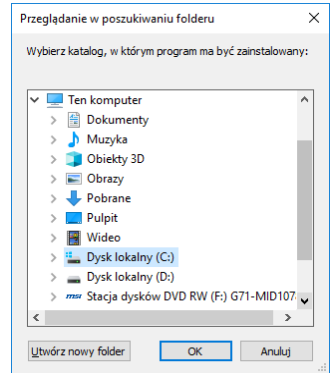 Przeglądanie w poszukiwaniu folderu
Wybierz katalog, w którym program ma być zainstalowany:
Ten komputer
Dokumenty
Muzyka
Obiekty 3D
Obrazy
Pobrane
Pulpit
Wideo
Dysk lokalny (C:)
Dysk lokalny (D:)
msi Stacja dysków DVD RW (F:) G71-MID107
Utwórz nowy folder OK Anuluj